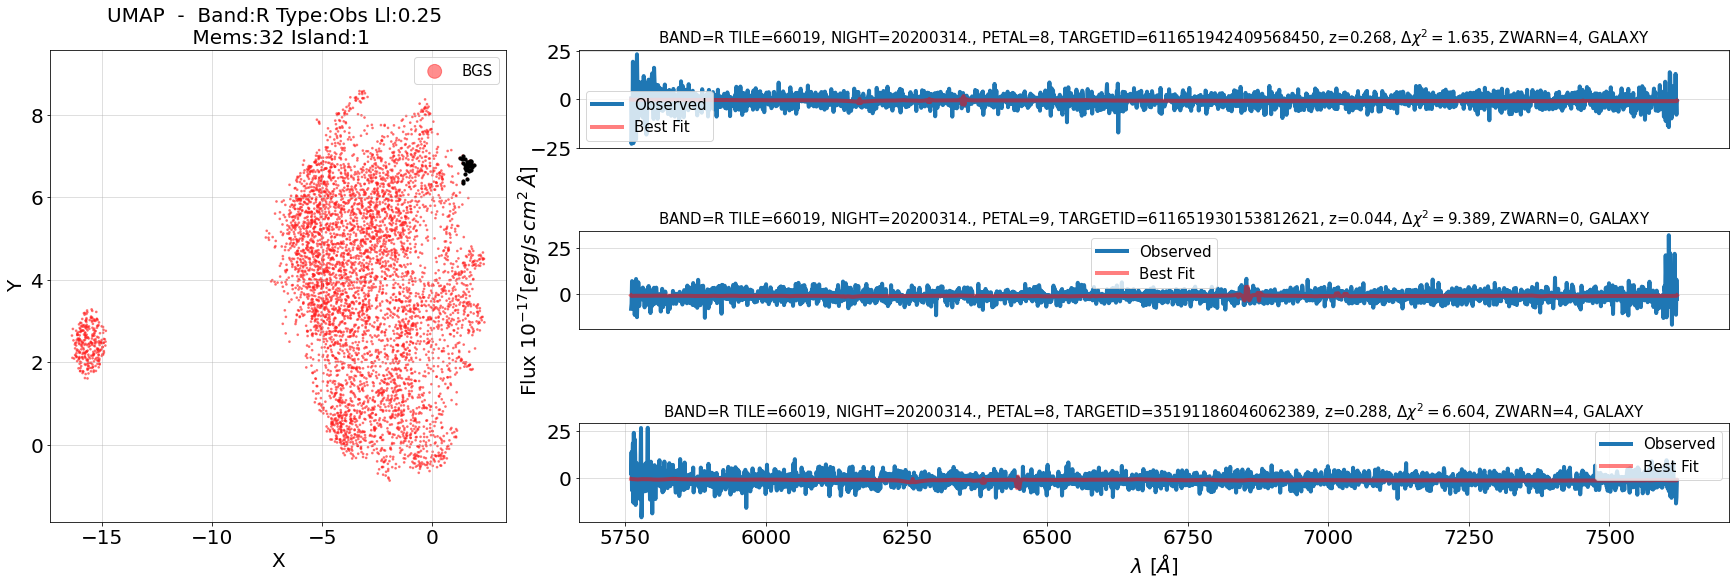 UMAP - Band:R Type:Obs Ll:0.25
Mems:32 Island:1
BGS
8
6
4
2
0
Y
−15
−10
−5
0
X
BAND=R TILE=66019, NIGHT=20200314., PETAL=8, TARGETID=611651942409568450, z=0.268, Δχ² = 1.635, ZWARN=4, GALAXY
25
0
−25
Observed
Best Fit
Flux 10⁻¹⁷[erg/s cm² Å]
BAND=R TILE=66019, NIGHT=20200314., PETAL=9, TARGETID=611651930153812621, z=0.044, Δχ² = 9.389, ZWARN=0, GALAXY
25
0
Observed
Best Fit
BAND=R TILE=66019, NIGHT=20200314., PETAL=8, TARGETID=35191186046062389, z=0.288, Δχ² = 6.604, ZWARN=4, GALAXY
25
0
Observed
Best Fit
5750
6000
6250
6500
6750
7000
7250
7500
λ [Å]